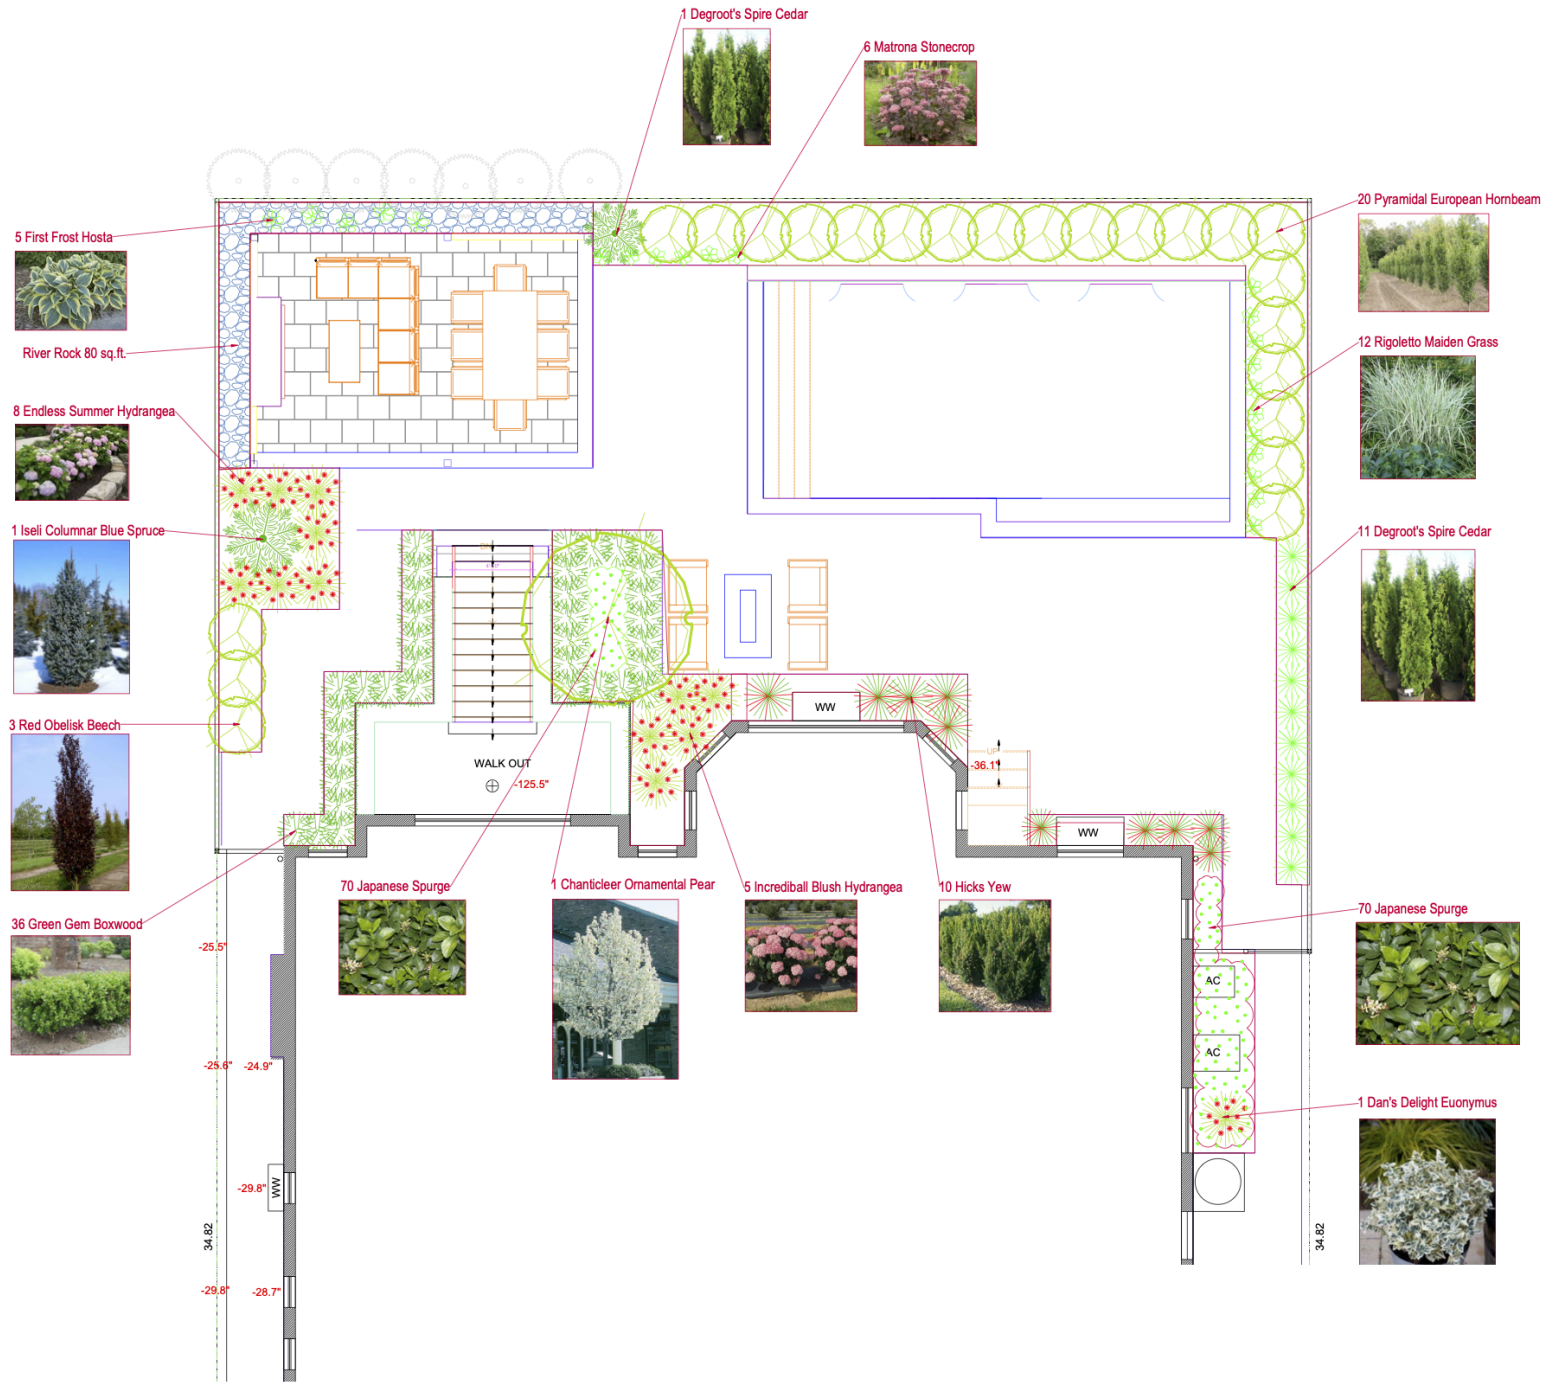 1 Degroot's Spire Cedar
6 Matrona Stonecrop
20 Pyramidal European Hornbeam
5 First Frost Hosta
12 Rigoletto Maiden Grass
River Rock 80 sq.ft.
8 Endless Summer Hydrangea
1 Iseli Columnar Blue Spruce
11 Degroot's Spire Cedar
DN
3 Red Obelisk Beech
WW
UP
-36.1"
WALK OUT
-125.5"
WW
70 Japanese Spurge
1 Chanticleer Ornamental Pear
5 Incrediball Blush Hydrangea
10 Hicks Yew
70 Japanese Spurge
36 Green Gem Boxwood
-25.5"
AC
AC
-25.6"
-24.9"
1 Dan's Delight Euonymus
-29.8"
WW
34.82
34.82
-29.8"
-28.7"